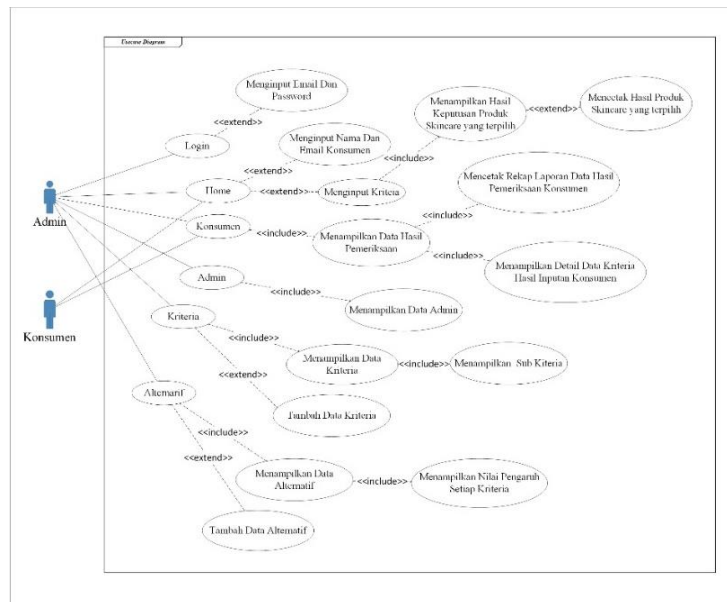 Usecase Diagram
Menginput Email Dan
Password
<<extend>>
Login
Menampilkan Hasil
Keputusan Produk
Skincare yang terpilih
<<extend>>
Mencetak Hasil Produk
Skincare yang terpilih
Menginput Nama Dan
Email Konsumen
<<extend>>
<<include>>
Home
<<extend>>
Menginput Kriteia
Admin
Mencetak Rekap Laporan Data Hasil
Pemeriksaan Konsumen
Konsumen
<<include>>
Menampilkan Data Hasil
Pemeriksaan
<<include>>
<<include>>
Menampilkan Detail Data Kriteria
Hasil Inputan Konsumen
Admin
<<include>>
Menampilkan Data Admin
Konsumen
Kriteria
<<include>>
Menampilkan Data
Kriteria
<<include>>
Menampilkan Sub Kiteria
<<extend>>
Alternatif
Tambah Data Kriteria
<<include>>
<<extend>>
Menampilkan Data
Alternatif
<<include>>
Menampilkan Nilai Pengaruh
Setiap Kriteria
Tambah Data Alternatif